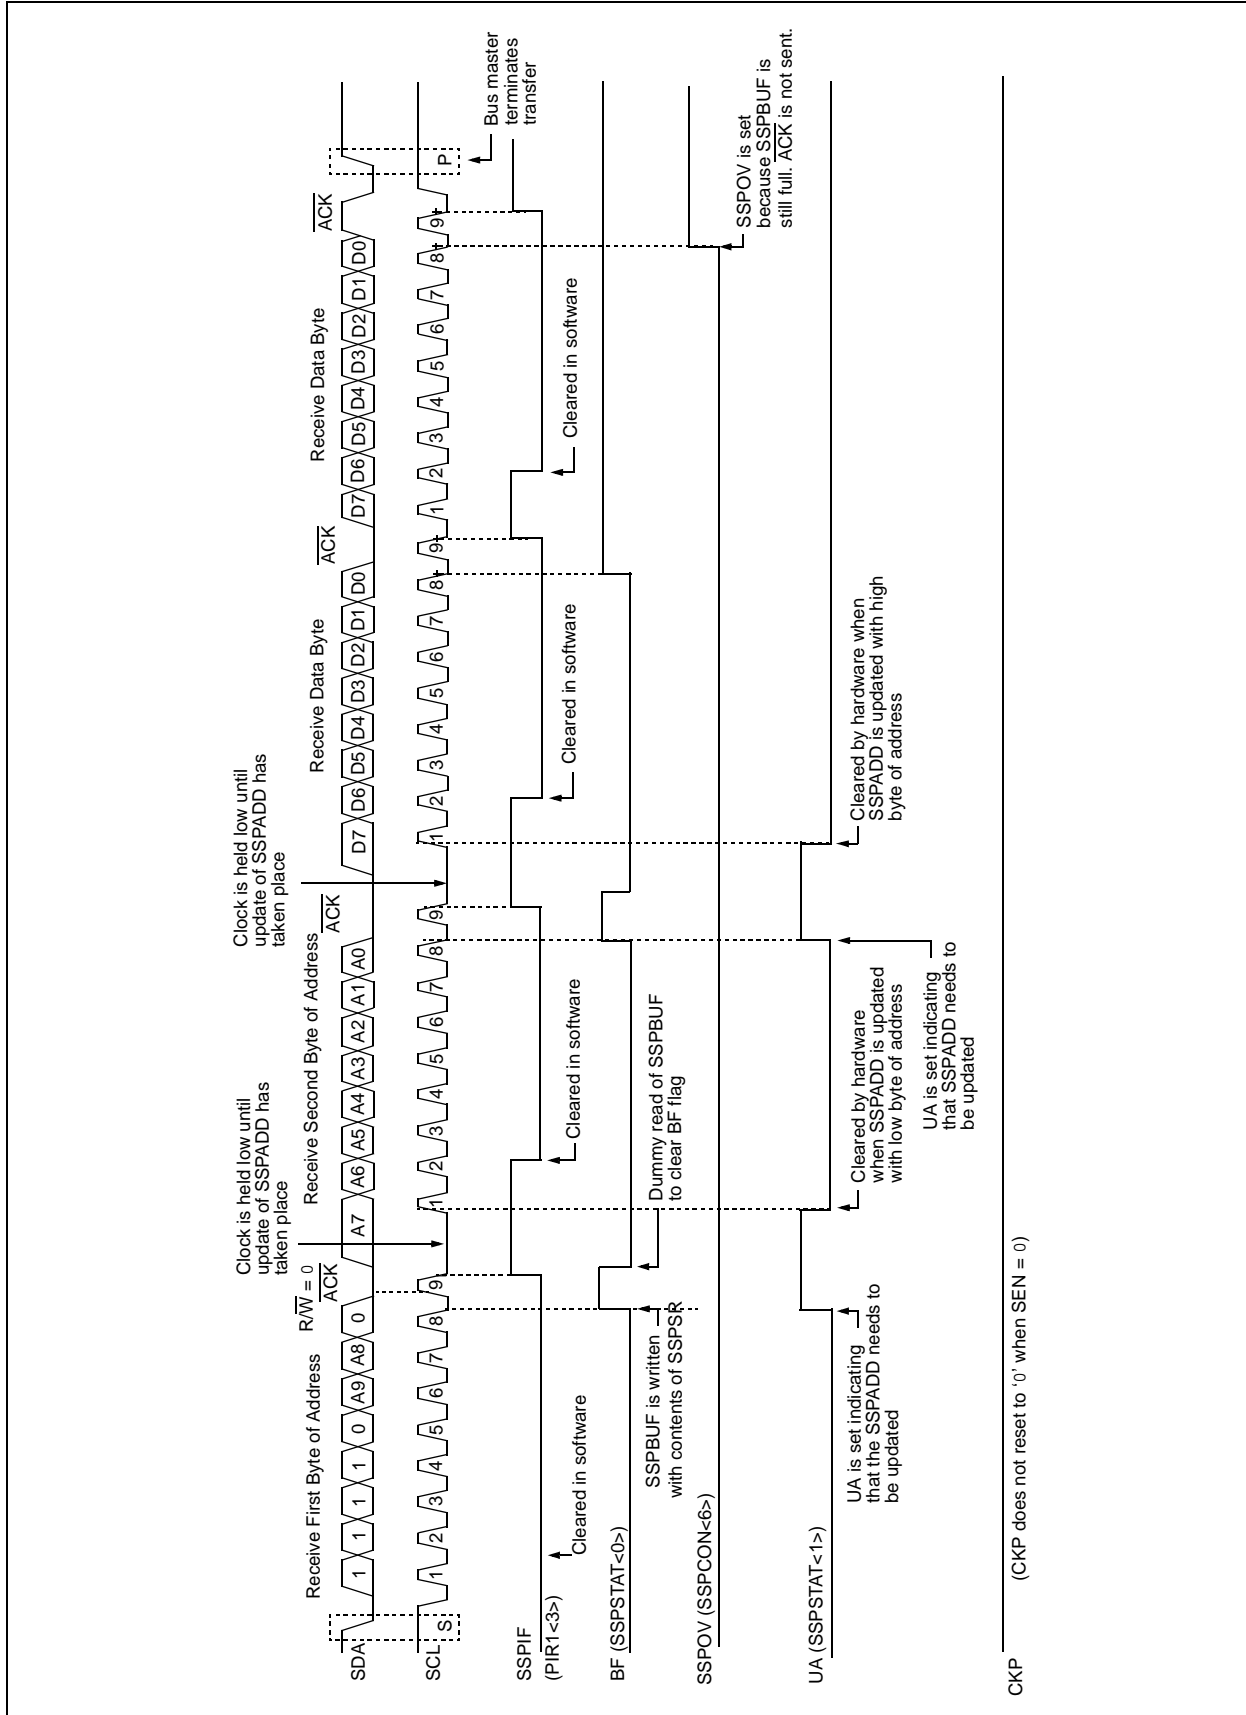 Receive First Byte of Address
R/W = 0
ACK
Clock is held low until
update of SSPADD has
taken place
Receive Second Byte of Address
ACK
Clock is held low until
update of SSPADD has
taken place
Receive Data Byte
ACK
Receive Data Byte
ACK
SDA
1 1 1 1 0 A9 A8 0
A7 A6 A5 A4 A3 A2 A1 A0
D7 D6 D5 D4 D3 D2 D1 D0
D7 D6 D5 D4 D3 D2 D1 D0
SCL
S
1 2 3 4 5 6 7 8 9
1 2 3 4 5 6 7 8 9
1 2 3 4 5 6 7 8 9
1 2 3 4 5 6 7 8 9
P
Bus master
terminates
transfer
SSPIF
(PIR1<3>)
Cleared in software
Cleared in software
Cleared in software
Cleared in software
BF (SSPSTAT<0>)
SSPBUF is written
with contents of SSPSR
Dummy read of SSPBUF
to clear BF flag
SSPOV (SSPCON<6>)
SSPOV is set
because SSPBUF is
still full. ACK is not sent.
UA (SSPSTAT<1>)
UA is set indicating
that the SSPADD needs to
be updated
Cleared by hardware
when SSPADD is updated
with low byte of address
UA is set indicating
that SSPADD needs to
be updated
Cleared by hardware when
SSPADD is updated with high
byte of address
CKP
(CKP does not reset to ‘0’ when SEN = 0)